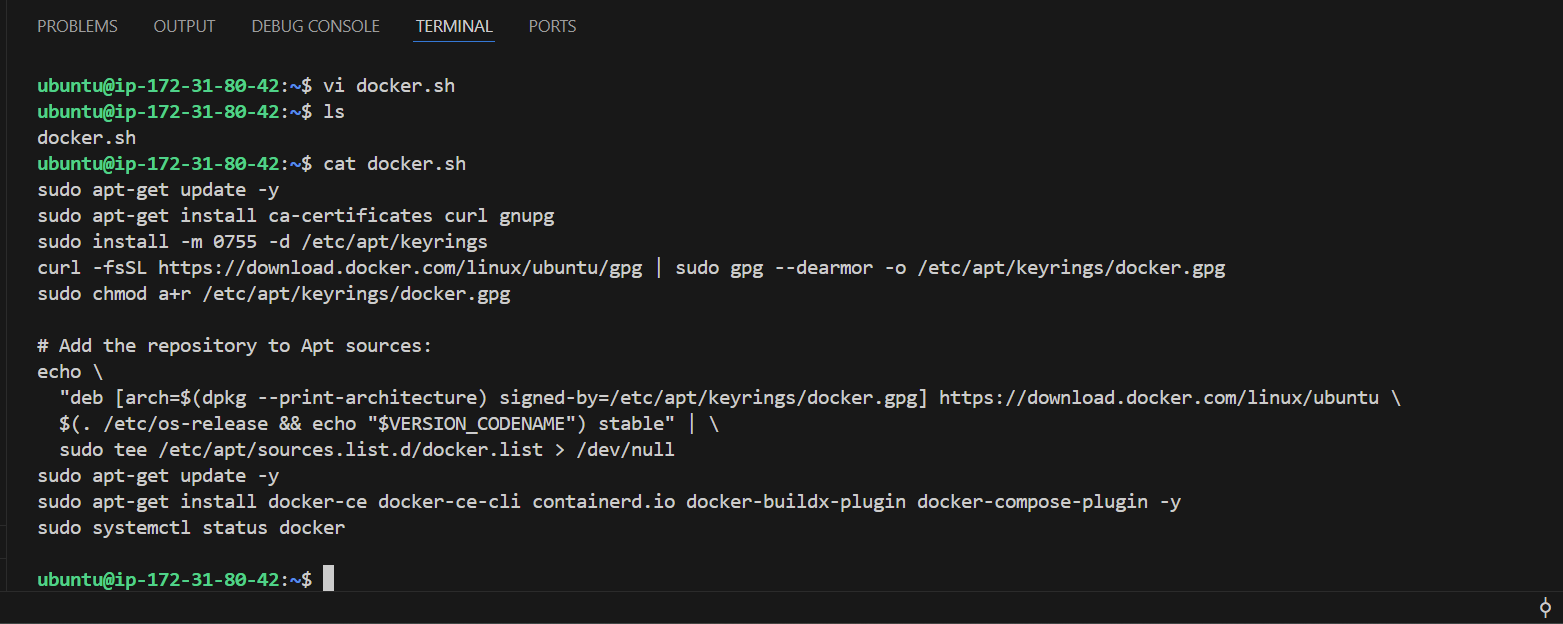 PROBLEMS OUTPUT DEBUG CONSOLE TERMINAL PORTS
ubuntu@ip-172-31-80-42:~$ vi docker.sh
ubuntu@ip-172-31-80-42:~$ ls
docker.sh
ubuntu@ip-172-31-80-42:~$ cat docker.sh
sudo apt-get update -y
sudo apt-get install ca-certificates curl gnupg
sudo install -m 0755 -d /etc/apt/keyrings
curl -fsSL https://download.docker.com/linux/ubuntu/gpg | sudo gpg --dearmor -o /etc/apt/keyrings/docker.gpg
sudo chmod a+r /etc/apt/keyrings/docker.gpg

# Add the repository to Apt sources:
echo \
  "deb [arch=$(dpkg --print-architecture) signed-by=/etc/apt/keyrings/docker.gpg] https://download.docker.com/linux/ubuntu \
  $(. /etc/os-release && echo "$VERSION_CODENAME") stable" | \
  sudo tee /etc/apt/sources.list.d/docker.list > /dev/null
sudo apt-get update -y
sudo apt-get install docker-ce docker-ce-cli containerd.io docker-buildx-plugin docker-compose-plugin -y
sudo systemctl status docker

ubuntu@ip-172-31-80-42:~$